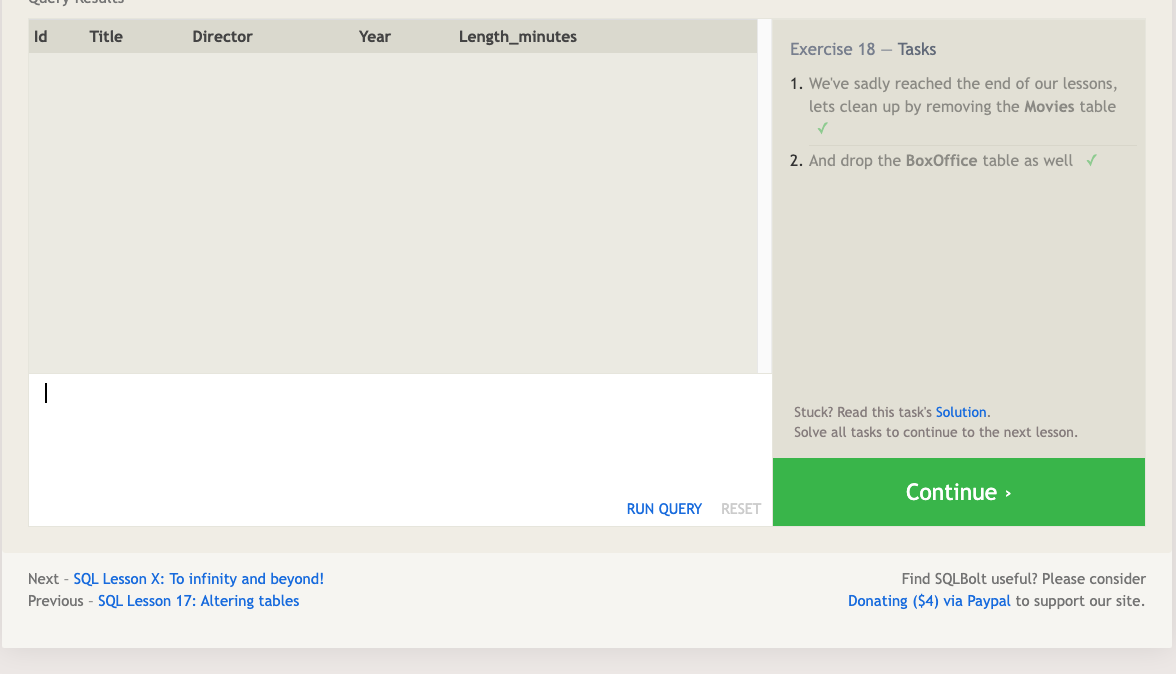 Query Results
Id Title Director Year Length_minutes
Exercise 18 — Tasks
1. We've sadly reached the end of our lessons,
lets clean up by removing the Movies table
✓
2. And drop the BoxOffice table as well ✓
Stuck? Read this task's Solution.
Solve all tasks to continue to the next lesson.
RUN QUERY RESET
Continue ›
Next – SQL Lesson X: To infinity and beyond!
Previous – SQL Lesson 17: Altering tables
Find SQLBolt useful? Please consider
Donating ($4) via Paypal to support our site.